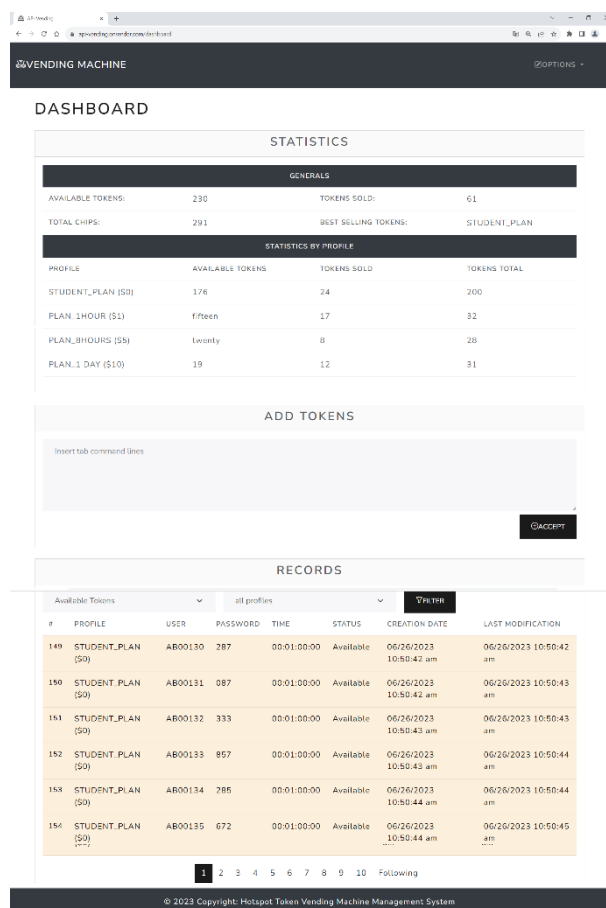 API-Vending
api-vending.onrender.com/dashboard
VENDING MACHINE
OPTIONS
DASHBOARD
STATISTICS
GENERALS
AVAILABLE TOKENS: 230 TOKENS SOLD: 61
TOTAL CHIPS: 291 BEST SELLING TOKENS: STUDENT_PLAN
STATISTICS BY PROFILE
PROFILE AVAILABLE TOKENS TOKENS SOLD TOKENS TOTAL
STUDENT_PLAN ($0) 176 24 200
PLAN_1HOUR ($1) fifteen 17 32
PLAN_8HOURS ($5) twenty 8 28
PLAN_1 DAY ($10) 19 12 31
ADD TOKENS
Insert tab command lines
ACCEPT
RECORDS
Available Tokens all profiles FILTER
# PROFILE USER PASSWORD TIME STATUS CREATION DATE LAST MODIFICATION
149 STUDENT_PLAN AB00130 287 00:01:00:00 Available 06/26/2023 06/26/2023 10:50:42
($0) 10:50:42 am am
150 STUDENT_PLAN AB00131 087 00:01:00:00 Available 06/26/2023 06/26/2023 10:50:43
($0) 10:50:42 am am
151 STUDENT_PLAN AB00132 333 00:01:00:00 Available 06/26/2023 06/26/2023 10:50:43
($0) 10:50:43 am am
152 STUDENT_PLAN AB00133 857 00:01:00:00 Available 06/26/2023 06/26/2023 10:50:44
($0) 10:50:43 am am
153 STUDENT_PLAN AB00134 285 00:01:00:00 Available 06/26/2023 06/26/2023 10:50:44
($0) 10:50:44 am am
154 STUDENT_PLAN AB00135 672 00:01:00:00 Available 06/26/2023 06/26/2023 10:50:45
($0) 10:50:44 am am
1 2 3 4 5 6 7 8 9 10 Following
© 2023 Copyright: Hotspot Token Vending Machine Management System